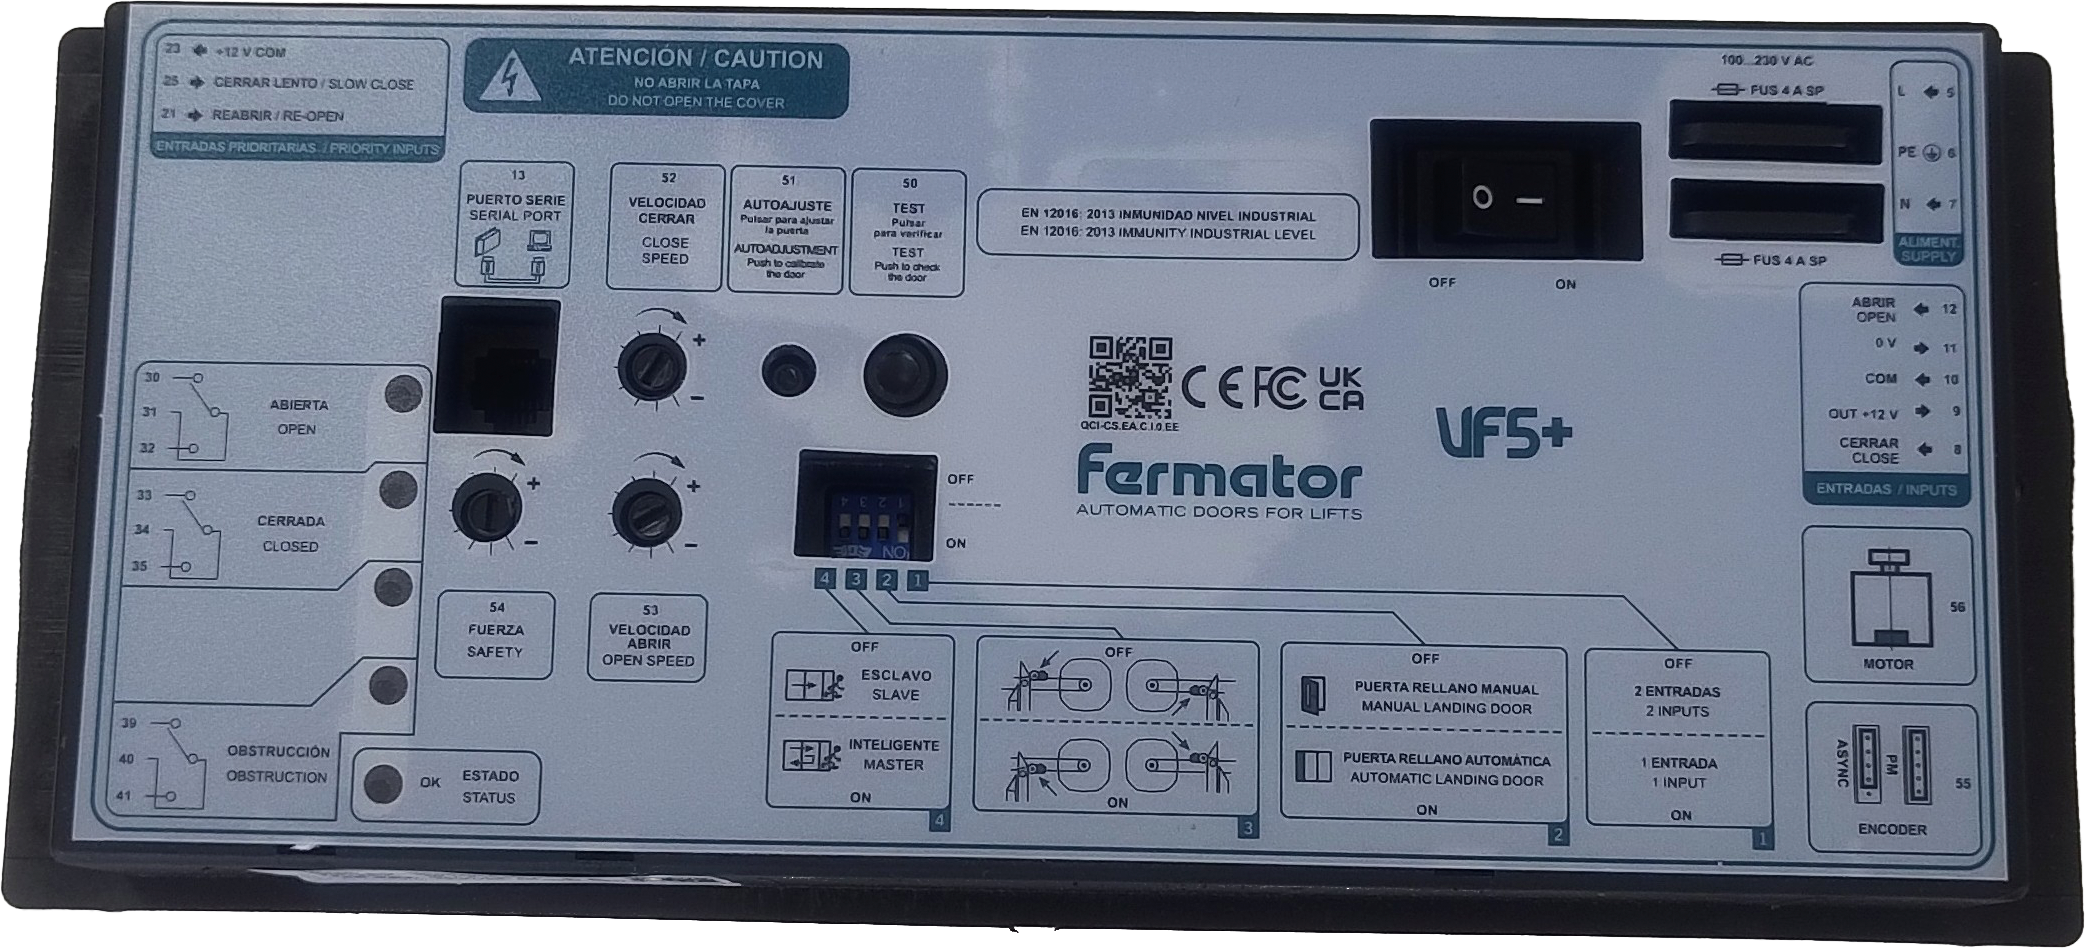 23 +12 V COM
25 CERRAR LENTO / SLOW CLOSE
21 REABRIR / RE-OPEN
ENTRADAS PRIORITARIAS / PRIORITY INPUTS
ATENCIÓN / CAUTION
NO ABRIR LA TAPA
DO NOT OPEN THE COVER
13
PUERTO SERIE
SERIAL PORT
52
VELOCIDAD
CERRAR
CLOSE
SPEED
51
AUTOAJUSTE
Pulsar para ajustar
la puerta
AUTOADJUSTMENT
Push to calibrate
the door
50
TEST
Pulsar
para verificar
TEST
Push to check
the door
EN 12016: 2013 INMUNIDAD NIVEL INDUSTRIAL
EN 12016: 2013 IMMUNITY INDUSTRIAL LEVEL
OFF ON
100...230 V AC
FUS 4 A SP
FUS 4 A SP
L 5
PE 6
N 7
ALIMENT.
SUPPLY
ABRIR
OPEN 12
0 V 11
COM 10
OUT +12 V 9
CERRAR
CLOSE 8
ENTRADAS / INPUTS
30
31
32
ABIERTA
OPEN
33
34
35
CERRADA
CLOSED
39
40
41
OBSTRUCCIÓN
OBSTRUCTION
OK
ESTADO
STATUS
+
-
+
-
+
-
54
FUERZA
SAFETY
53
VELOCIDAD
ABRIR
OPEN SPEED
1 2 3 4
ON
OFF
ON
4 3 2 1
QCI-CS.EA.C.I.0.EE
CE FC UK CA
fermator
AUTOMATIC DOORS FOR LIFTS
VF5+
OFF
ESCLAVO
SLAVE
INTELIGENTE
MASTER
ON
4
OFF
ON
3
OFF
PUERTA RELLANO MANUAL
MANUAL LANDING DOOR
PUERTA RELLANO AUTOMÁTICA
AUTOMATIC LANDING DOOR
ON
2
OFF
2 ENTRADAS
2 INPUTS
1 ENTRADA
1 INPUT
ON
1
56
MOTOR
ASYNC
PM
55
ENCODER